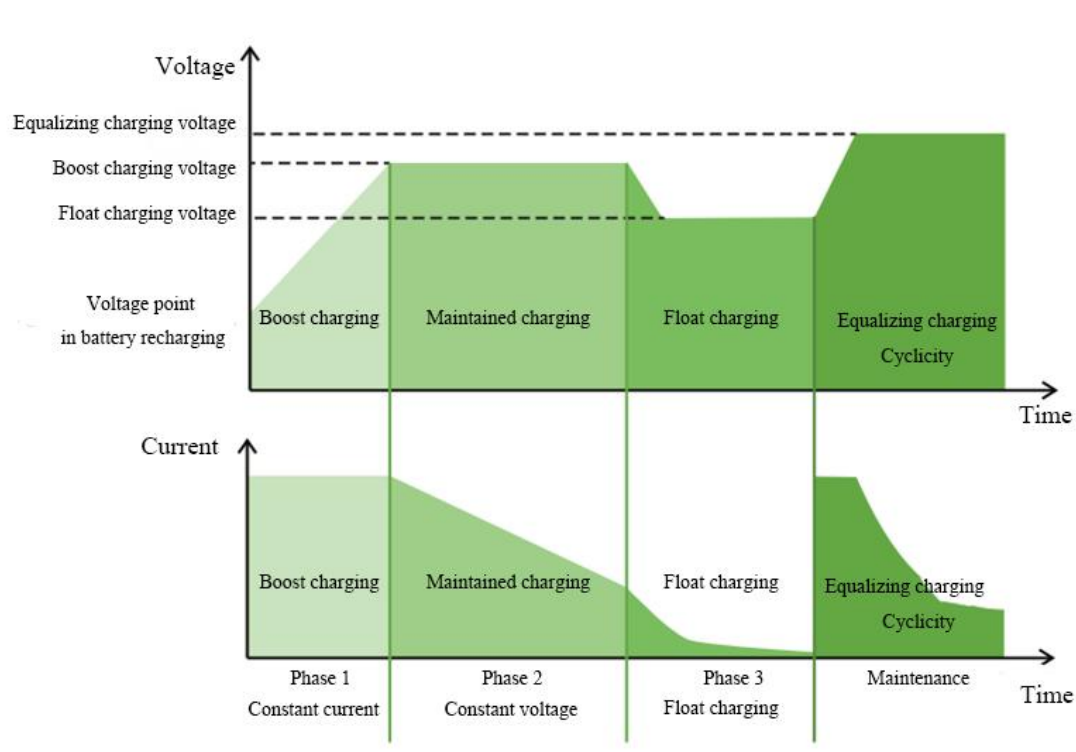 Voltage
Equalizing charging voltage
Boost charging voltage
Float charging voltage
Voltage point
in battery recharging
Boost charging
Maintained charging
Float charging
Equalizing charging
Cyclicity
Time
Current
Boost charging
Maintained charging
Float charging
Equalizing charging
Cyclicity
Phase 1
Constant current
Phase 2
Constant voltage
Phase 3
Float charging
Maintenance
Time